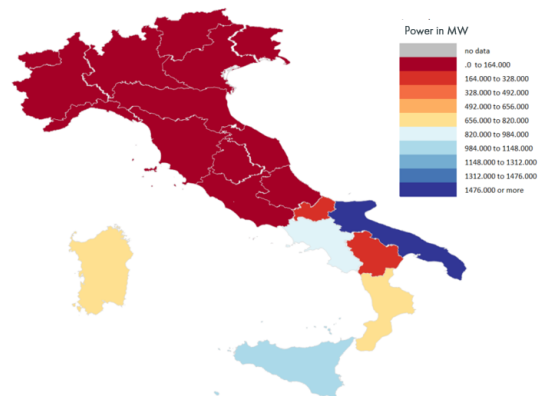 Power in MW
no data
.0 to 164.000
164.000 to 328.000
328.000 to 492.000
492.000 to 656.000
656.000 to 820.000
820.000 to 984.000
984.000 to 1148.000
1148.000 to 1312.000
1312.000 to 1476.000
1476.000 or more